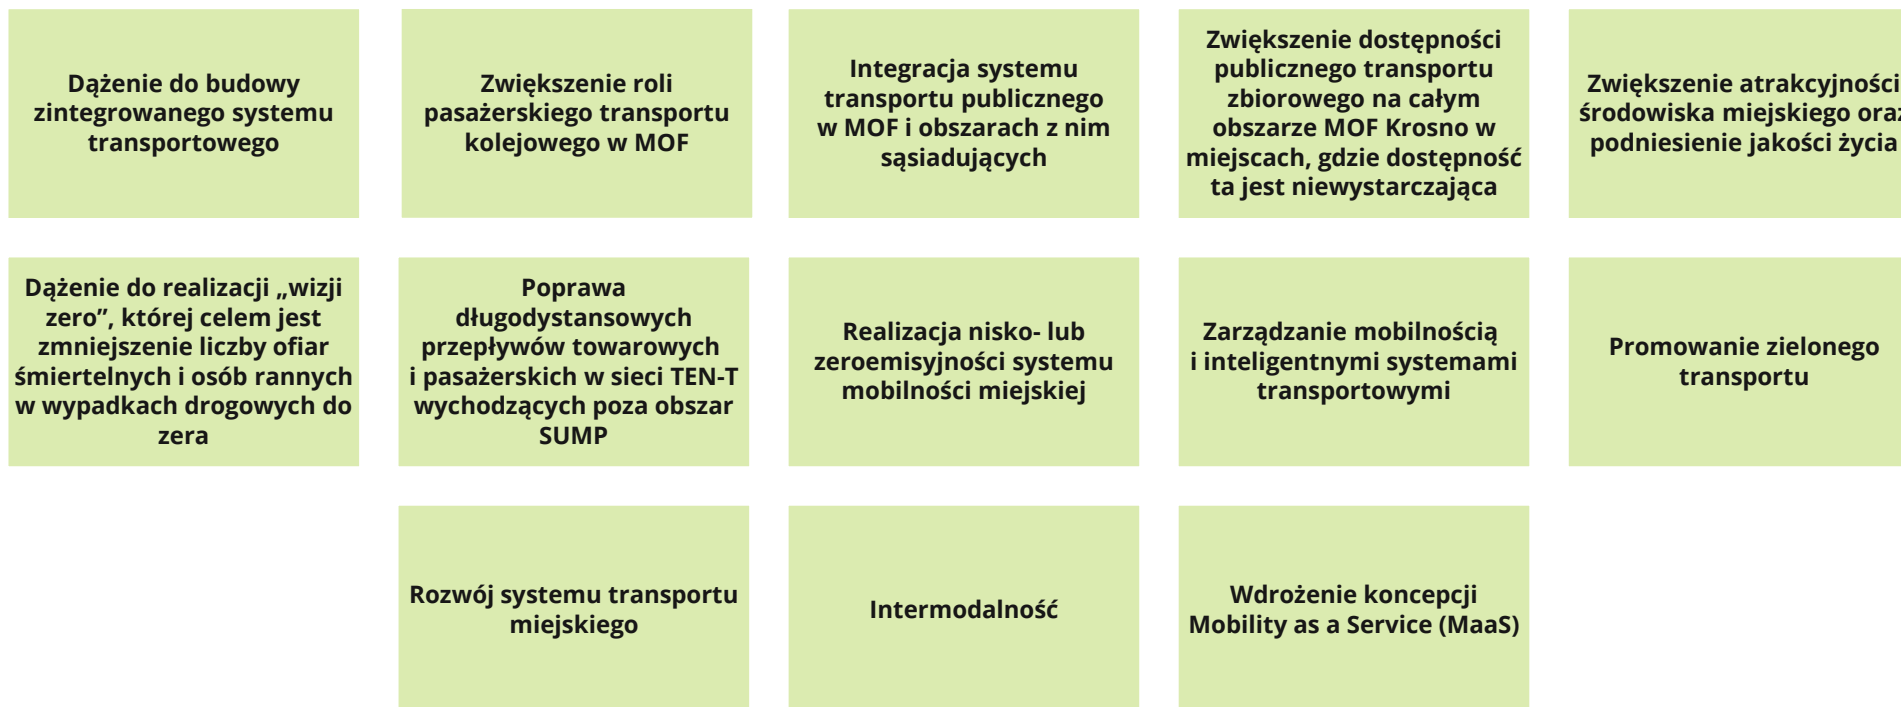 Dążenie do budowy
zintegrowanego systemu
transportowego
Zwiększenie roli
pasażerskiego transportu
kolejowego w MOF
Integracja systemu
transportu publicznego
w MOF i obszarach z nim
sąsiadujących
Zwiększenie dostępności
publicznego transportu
zbiorowego na całym
obszarze MOF Krosno w
miejscach, gdzie dostępność
ta jest niewystarczająca
Zwiększenie atrakcyjności
środowiska miejskiego oraz
podniesienie jakości życia
Dążenie do realizacji „wizji
zero”, której celem jest
zmniejszenie liczby ofiar
śmiertelnych i osób rannych
w wypadkach drogowych do
zera
Poprawa
długodystansowych
przepływów towarowych
i pasażerskich w sieci TEN-T
wychodzących poza obszar
SUMP
Realizacja nisko- lub
zeroemisyjności systemu
mobilności miejskiej
Zarządzanie mobilnością
i inteligentnymi systemami
transportowymi
Promowanie zielonego
transportu
Rozwój systemu transportu
miejskiego
Intermodalność
Wdrożenie koncepcji
Mobility as a Service (MaaS)